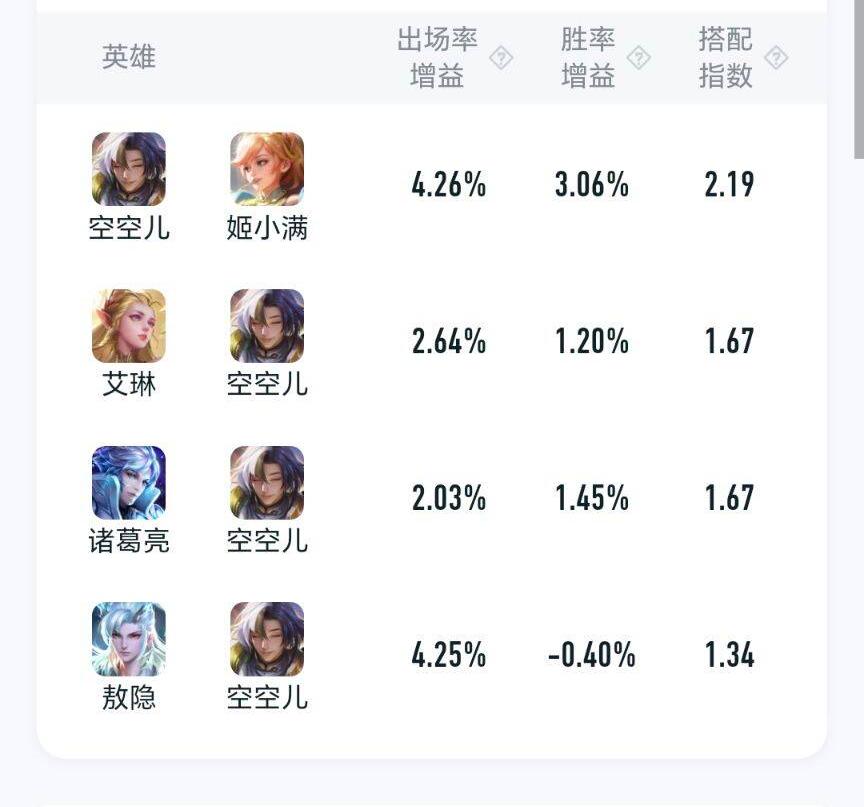 英雄
出场率
增益
胜率
增益
搭配
指数
空空儿 姬小满 4.26% 3.06% 2.19
艾琳 空空儿 2.64% 1.20% 1.67
诸葛亮 空空儿 2.03% 1.45% 1.67
敖隐 空空儿 4.25% -0.40% 1.34